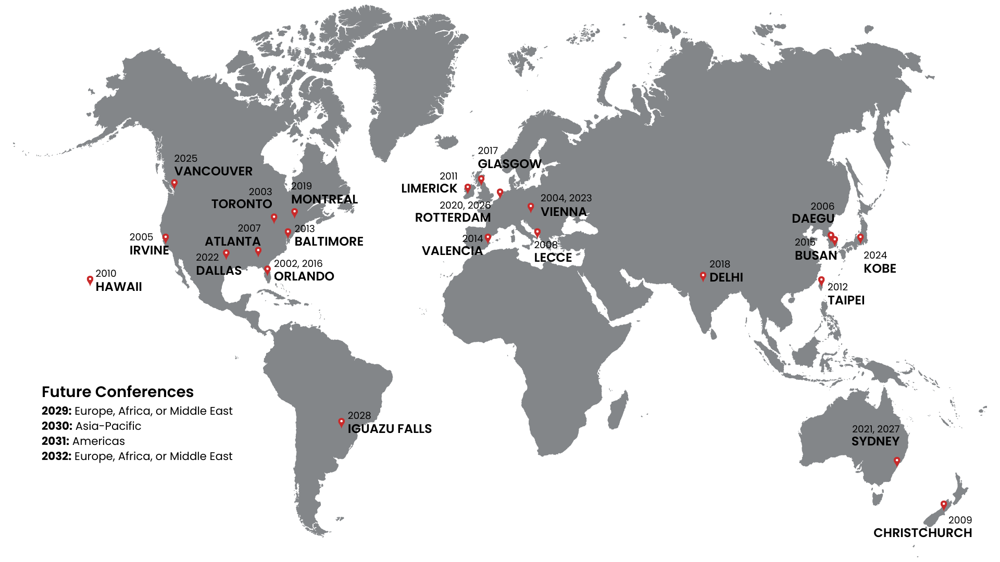 2025
VANCOUVER
2003
TORONTO
2019
MONTREAL
2007
ATLANTA
2013
BALTIMORE
2005
IRVINE
2022
DALLAS
2002, 2016
ORLANDO
2010
HAWAII
2017
GLASGOW
2011
LIMERICK
2020, 2026
ROTTERDAM
2004, 2023
VIENNA
2014
VALENCIA
2008
LECCE
2006
DAEGU
2015
BUSAN
2024
KOBE
2018
DELHI
2012
TAIPEI
Future Conferences
2029: Europe, Africa, or Middle East
2030: Asia-Pacific
2031: Americas
2032: Europe, Africa, or Middle East
2028
IGUAZU FALLS
2021, 2027
SYDNEY
2009
CHRISTCHURCH